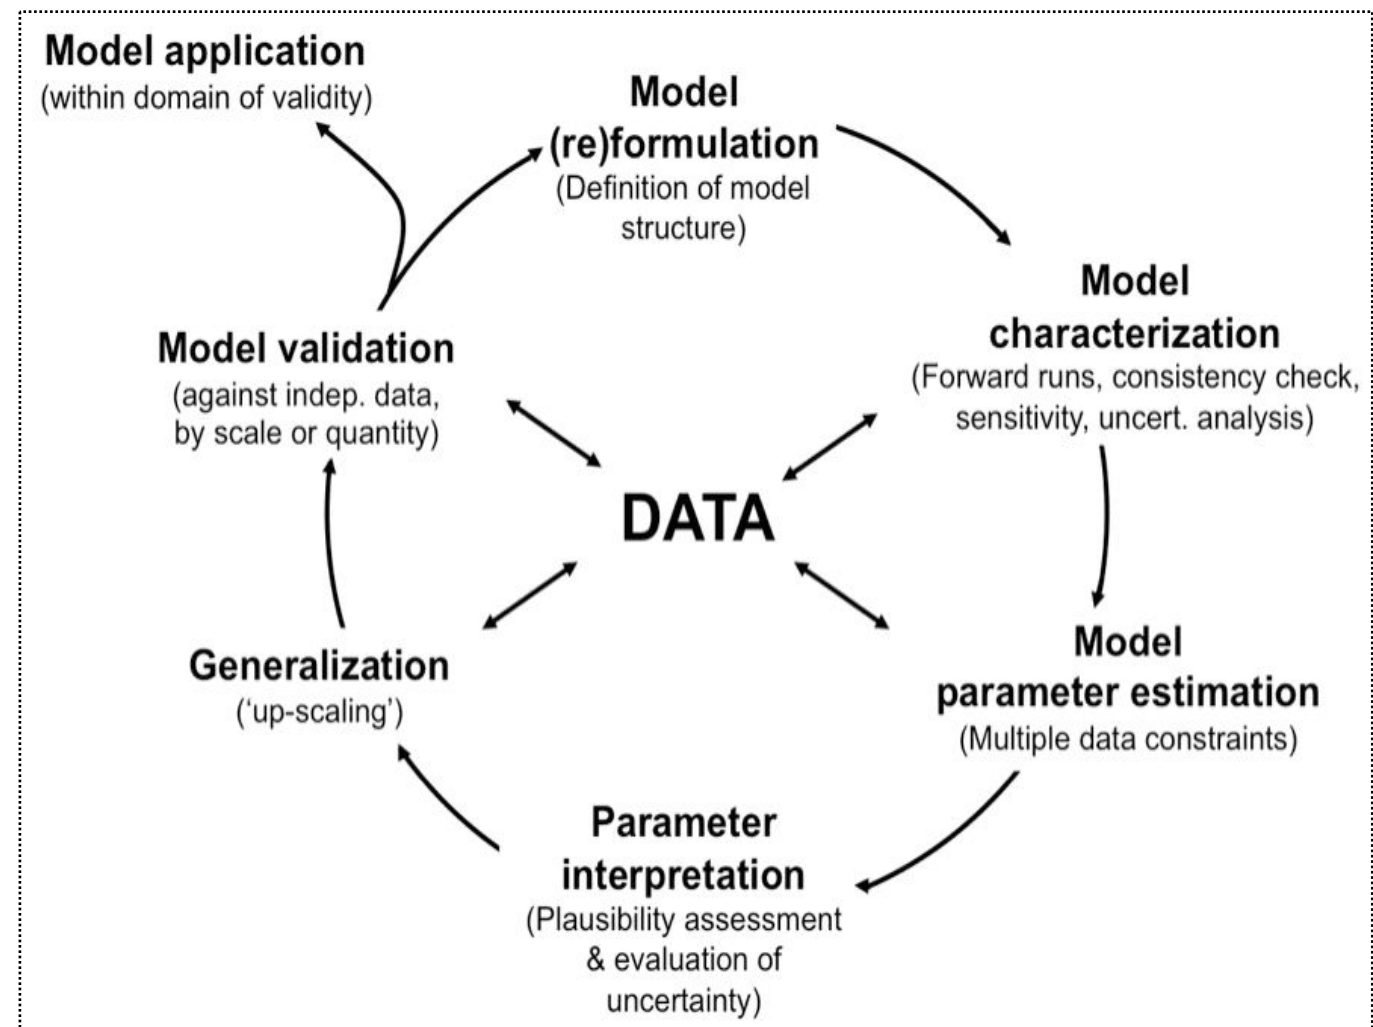 Model application
(within domain of validity)
Model
(re)formulation
(Definition of model
structure)
Model
characterization
(Forward runs, consistency check,
sensitivity, uncert. analysis)
Model validation
(against indep. data,
by scale or quantity)
DATA
Model
parameter estimation
(Multiple data constraints)
Generalization
(‘up-scaling’)
Parameter
interpretation
(Plausibility assessment
& evaluation of
uncertainty)